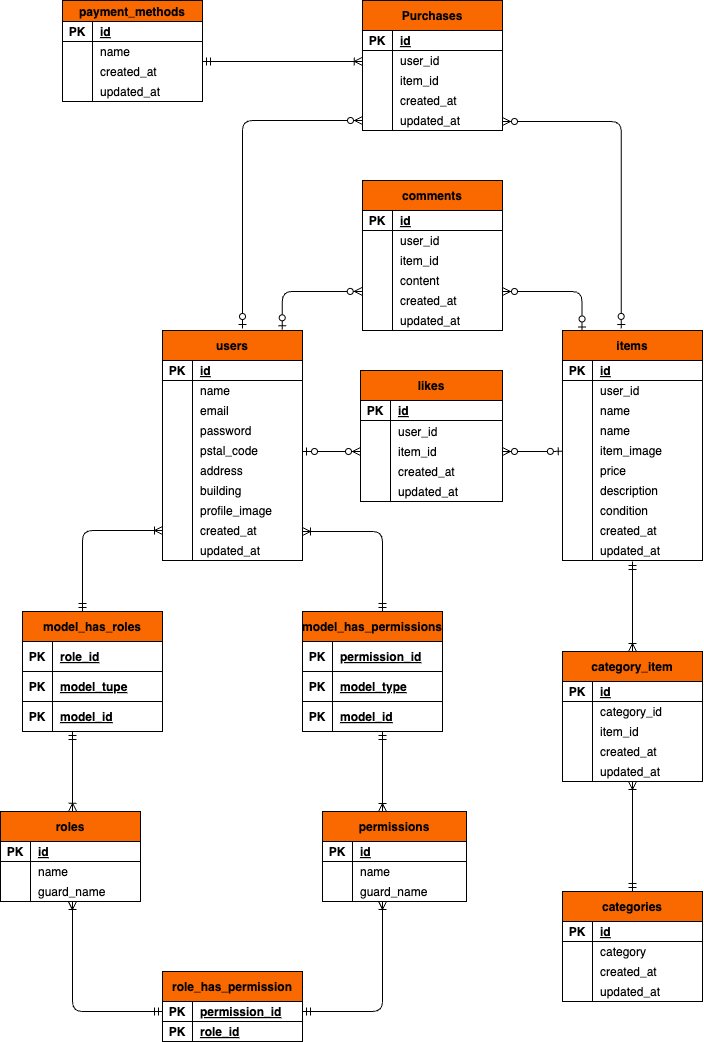 payment_methods
PK id
name
created_at
updated_at
Purchases
PK id
user_id
item_id
created_at
updated_at
comments
PK id
user_id
item_id
content
created_at
updated_at
users
PK id
name
email
password
pstal_code
address
building
profile_image
created_at
updated_at
likes
PK id
user_id
item_id
created_at
updated_at
items
PK id
user_id
name
name
item_image
price
description
condition
created_at
updated_at
model_has_roles
PK role_id
PK model_tupe
PK model_id
model_has_permissions
PK permission_id
PK model_type
PK model_id
category_item
PK id
category_id
item_id
created_at
updated_at
roles
PK id
name
guard_name
permissions
PK id
name
guard_name
categories
PK id
category
created_at
updated_at
role_has_permission
PK permission_id
PK role_id